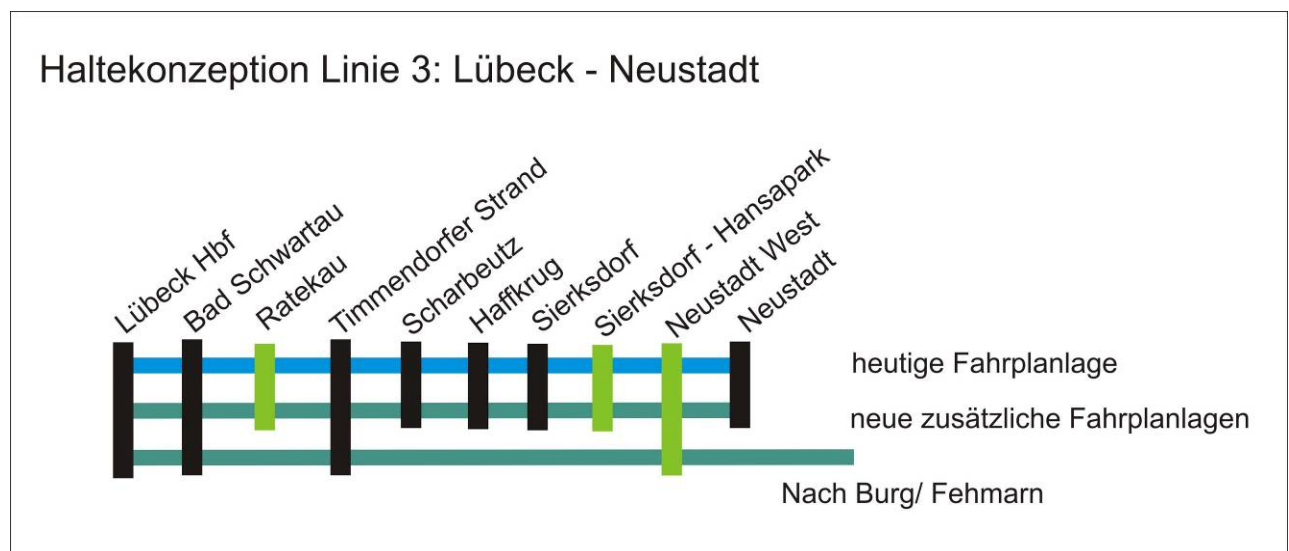 Haltekonzeption Linie 3: Lübeck - Neustadt
Lübeck Hbf
Bad Schwartau
Ratekau
Timmendorfer Strand
Scharbeutz
Haffkrug
Sierksdorf
Sierksdorf - Hansapark
Neustadt West
Neustadt
heutige Fahrplanlage
neue zusätzliche Fahrplanlagen
Nach Burg/ Fehmarn